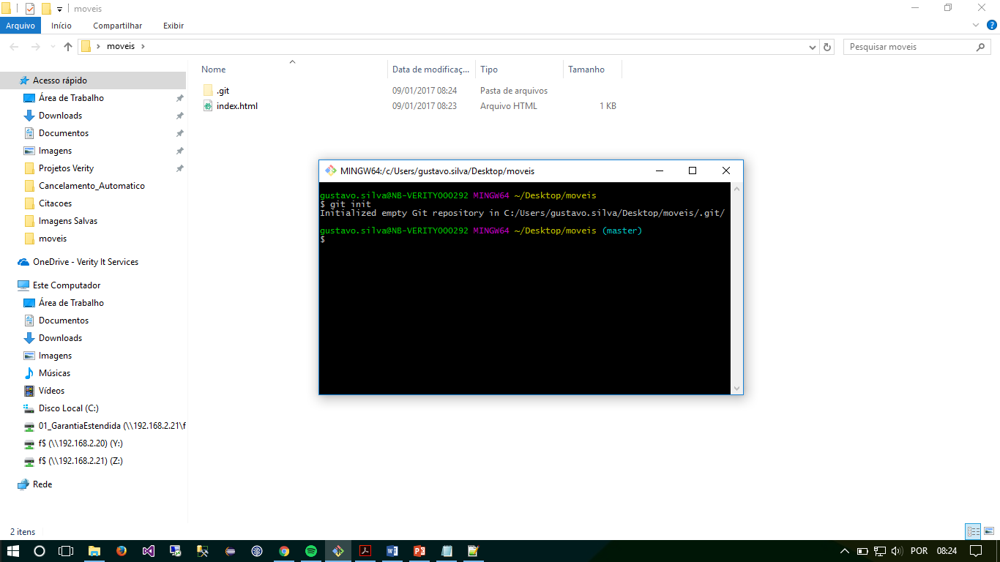 moveis
Arquivo Início Compartilhar Exibir
moveis
Pesquisar moveis
Nome Data de modificaç... Tipo Tamanho
.git 09/01/2017 08:24 Pasta de arquivos
index.html 09/01/2017 08:23 Arquivo HTML 1 KB
Acesso rápido
Área de Trabalho
Downloads
Documentos
Imagens
Projetos Verity
Cancelamento_Automatico
Citacoes
Imagens Salvas
moveis
OneDrive - Verity It Services
Este Computador
Área de Trabalho
Documentos
Downloads
Imagens
Músicas
Vídeos
Disco Local (C:)
01_GarantiaEstendida (\\192.168.2.21\f
f$ (\\192.168.2.20) (Y:)
f$ (\\192.168.2.21) (Z:)
Rede
MINGW64:/c/Users/gustavo.silva/Desktop/moveis
gustavo.silva@NB-VERITY000292 MINGW64 ~/Desktop/moveis
$ git init
Initialized empty Git repository in C:/Users/gustavo.silva/Desktop/moveis/.git/
gustavo.silva@NB-VERITY000292 MINGW64 ~/Desktop/moveis (master)
$
2 itens
POR 08:24